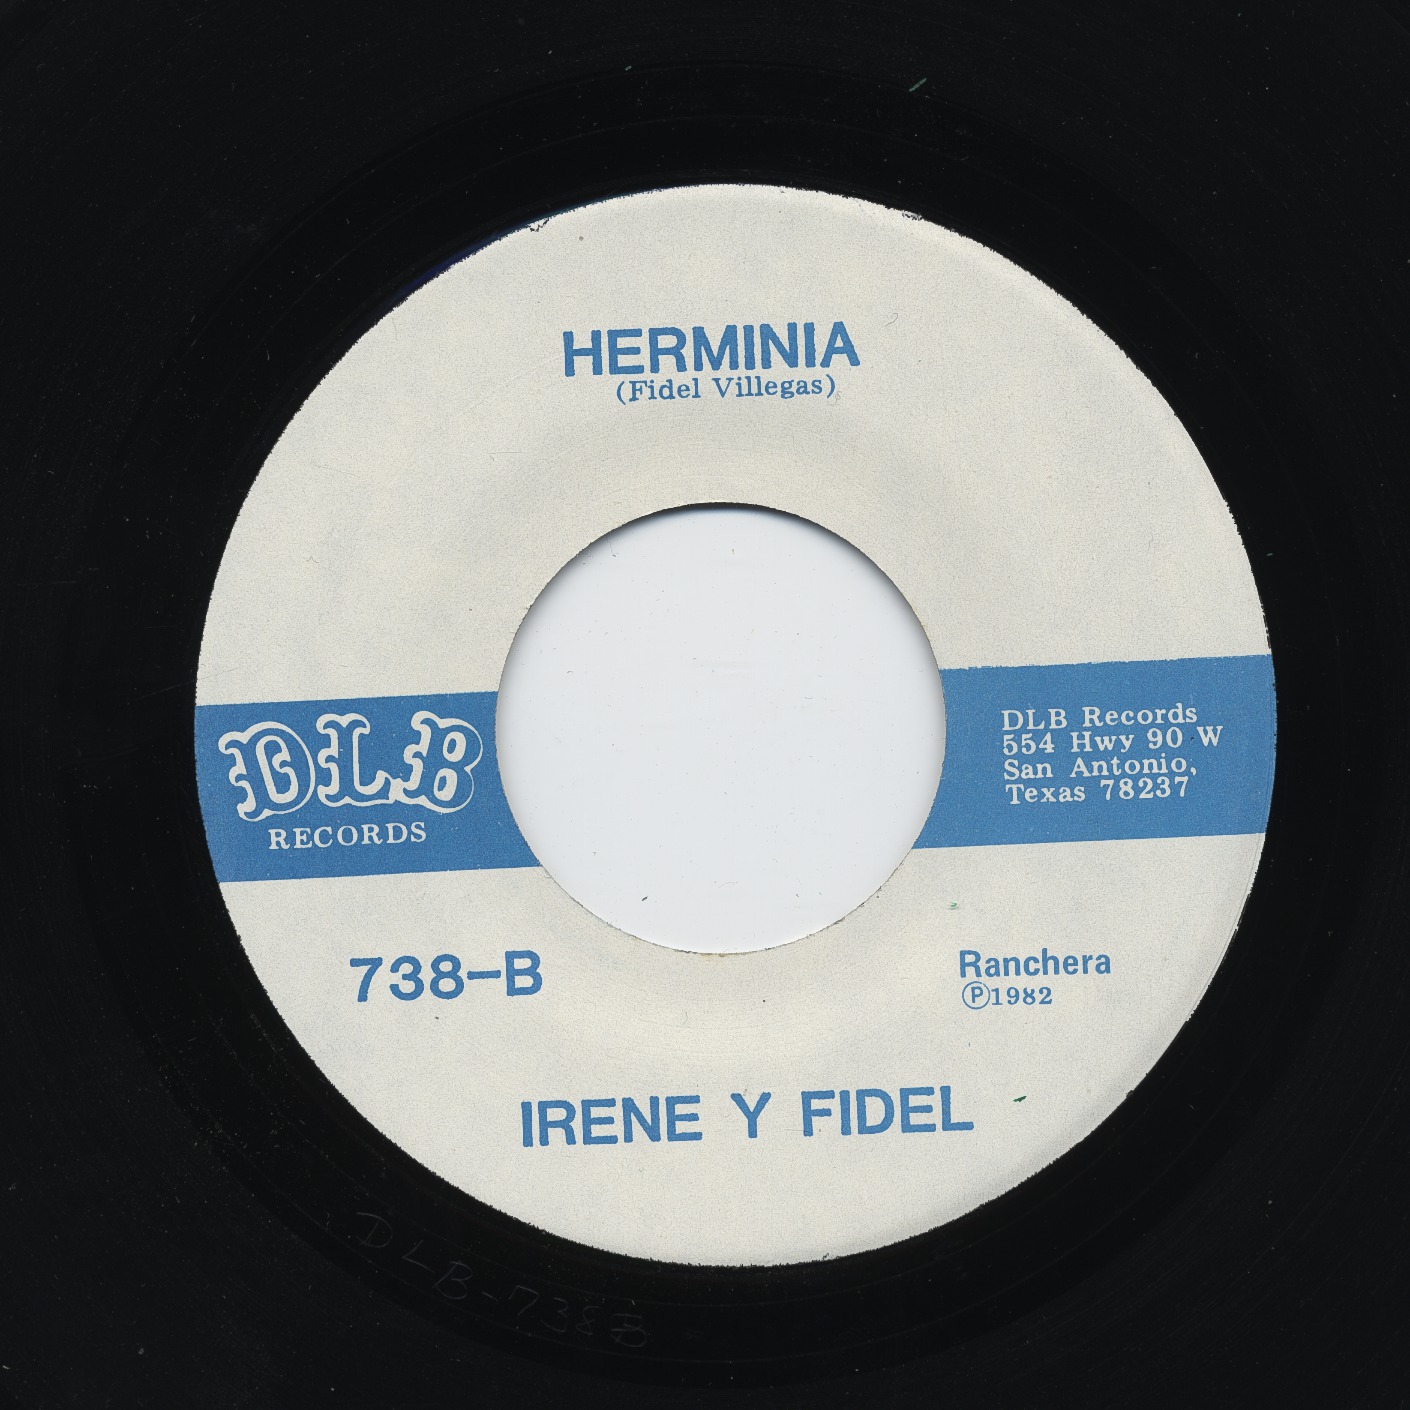 HERMINIA
(Fidel Villegas)
DLB
RECORDS
DLB Records
554 Hwy 90 W
San Antonio,
Texas 78237
738-B
Ranchera
Ⓟ1982
IRENE Y FIDEL
DLB-738B